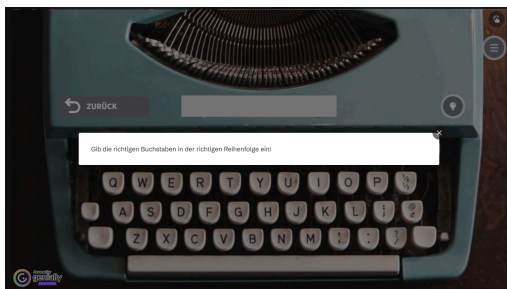 ZURÜCK
Gib die richtigen Buchstaben in der richtigen Reihenfolge ein!
Q W E R T Y U I O P
A S D F G H J K L
Z X C V B N M
genially